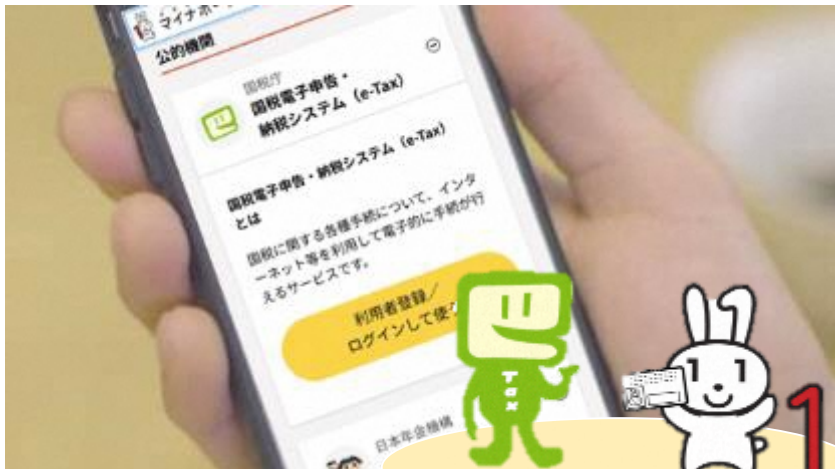 マイナポー
公的機関
国税庁
国税電子申告・
納税システム（e-Tax）
国税電子申告・納税システム（e-Tax）
とは
国税に関する各種手続について、インタ
ーネット等を利用して電子的に手続が行
えるサービスです。
利用者登録／
ログインして使
Tax
日本年金機構
1